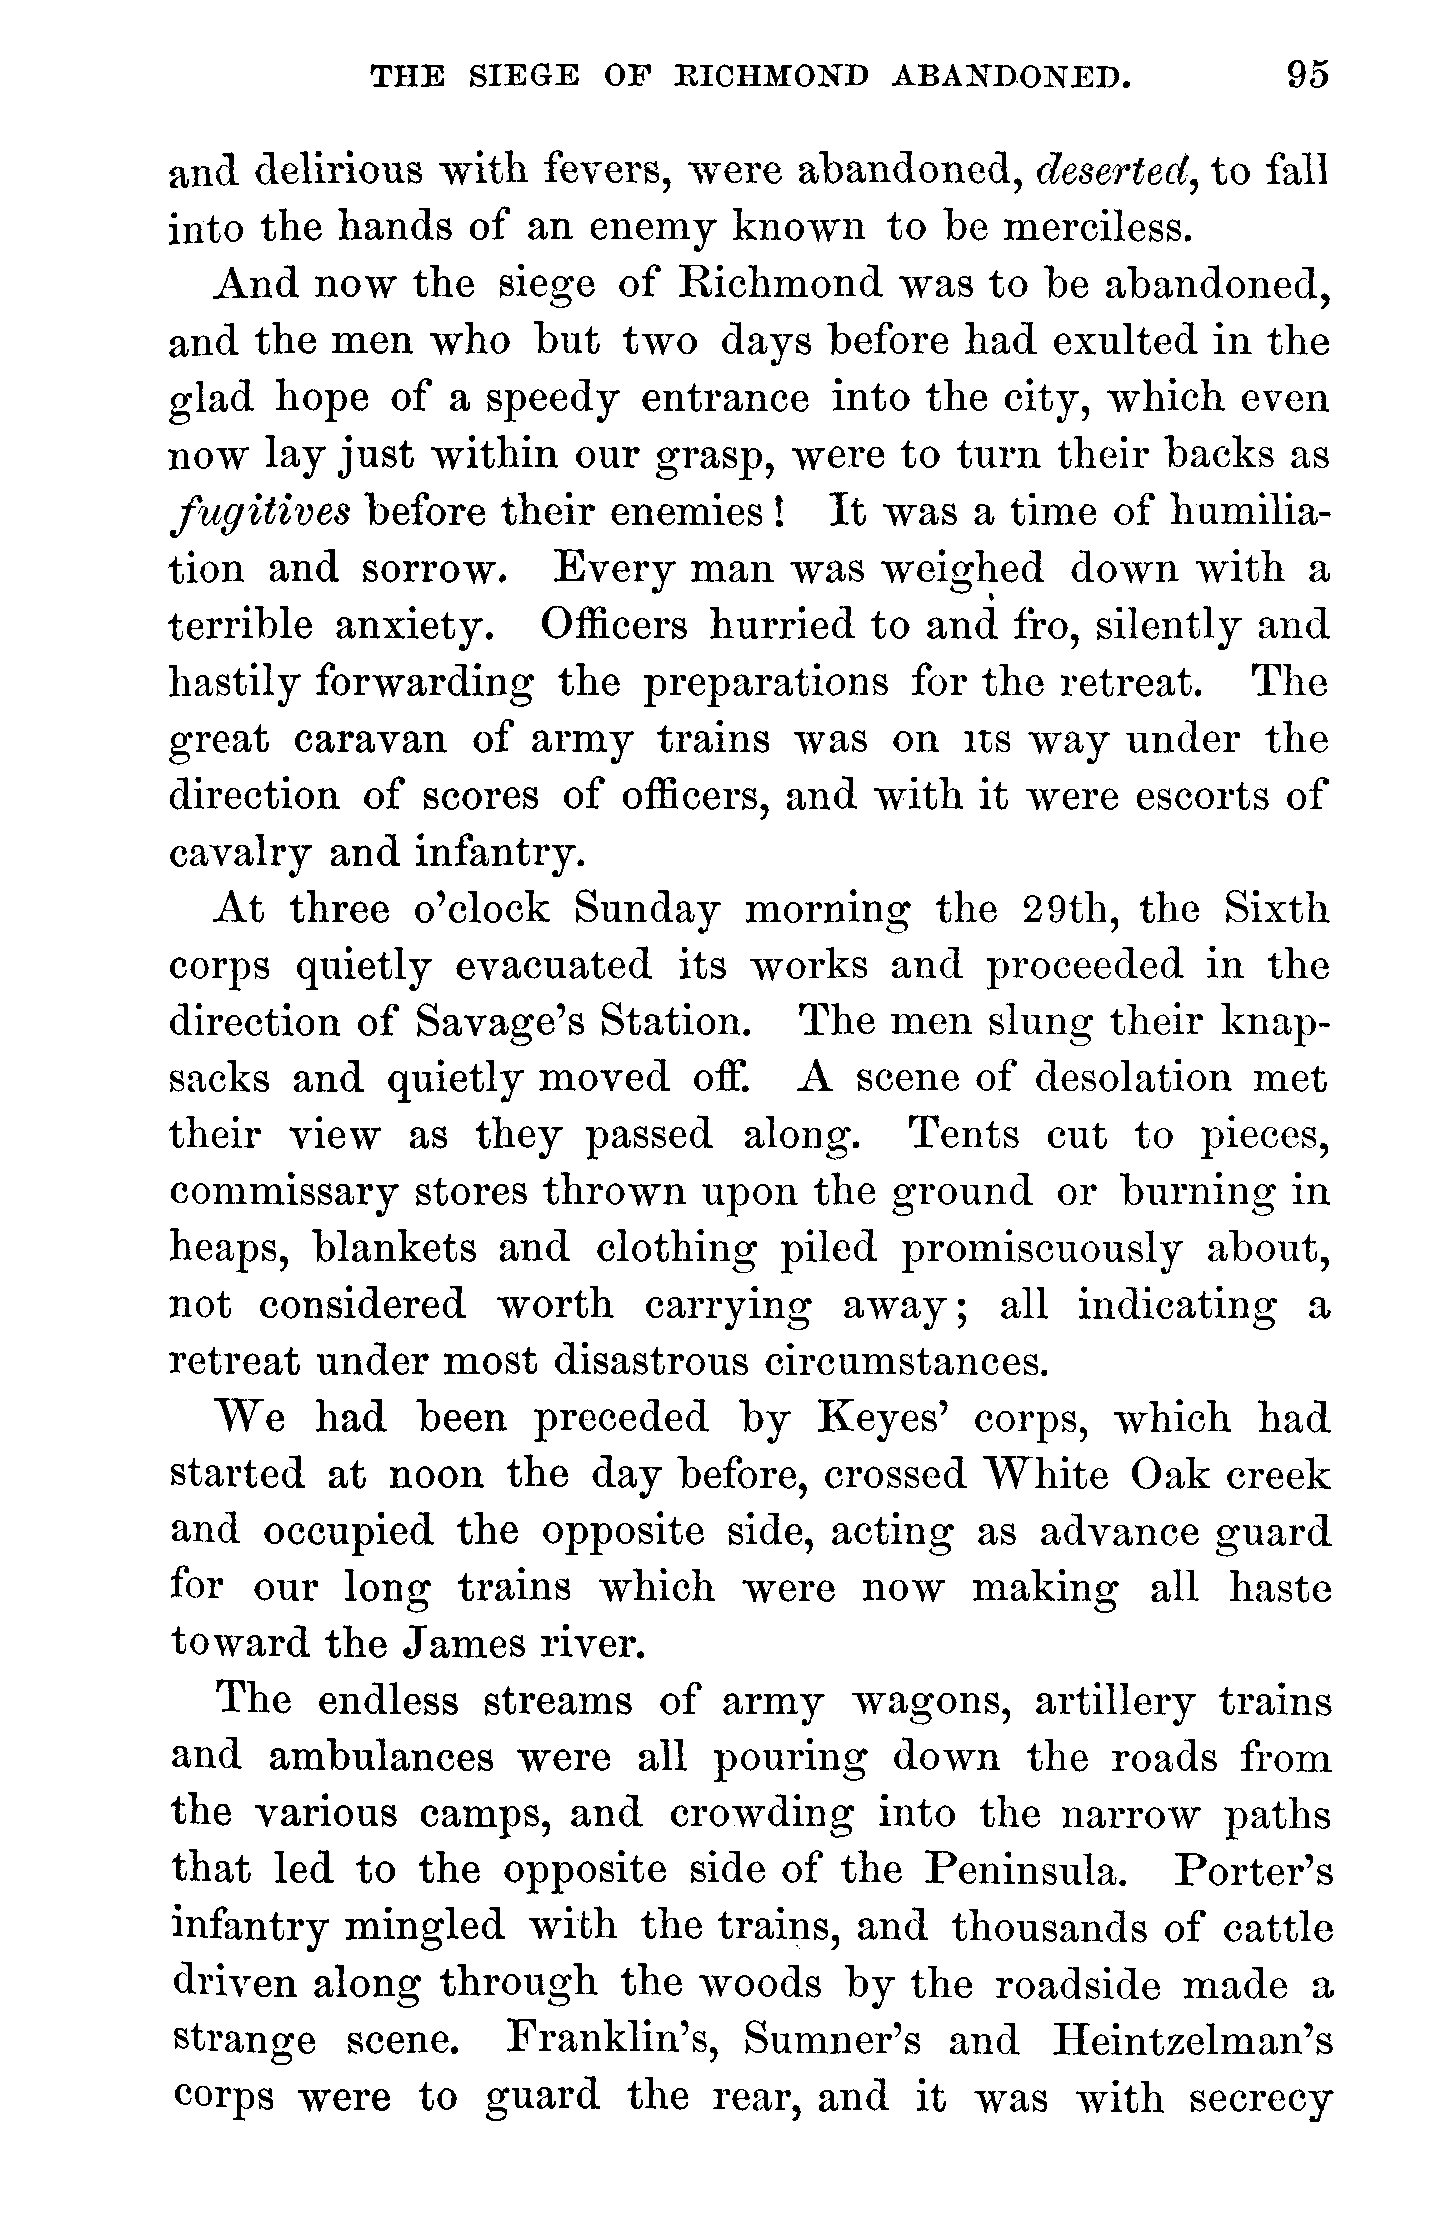 THE SIEGE OF RICHMOND ABANDONED. 95
and delirious with fevers, were abandoned, deserted, to fall
into the hands of an enemy known to be merciless.
And now the siege of Richmond was to be abandoned,
and the men who but two days before had exulted in the
glad hope of a speedy entrance into the city, which even
now lay just within our grasp, were to turn their backs as
fugitives before their enemies! It was a time of humilia-
tion and sorrow. Every man was weighed down with a
terrible anxiety. Officers hurried to and fro, silently and
hastily forwarding the preparations for the retreat. The
great caravan of army trains was on its way under the
direction of scores of officers, and with it were escorts of
cavalry and infantry.
At three o'clock Sunday morning the 29th, the Sixth
corps quietly evacuated its works and proceeded in the
direction of Savage's Station. The men slung their knap-
sacks and quietly moved off. A scene of desolation met
their view as they passed along. Tents cut to pieces,
commissary stores thrown upon the ground or burning in
heaps, blankets and clothing piled promiscuously about,
not considered worth carrying away; all indicating a
retreat under most disastrous circumstances.
We had been preceded by Keyes' corps, which had
started at noon the day before, crossed White Oak creek
and occupied the opposite side, acting as advance guard
for our long trains which were now making all haste
toward the James river.
The endless streams of army wagons, artillery trains
and ambulances were all pouring down the roads from
the various camps, and crowding into the narrow paths
that led to the opposite side of the Peninsula. Porter's
infantry mingled with the trains, and thousands of cattle
driven along through the woods by the roadside made a
strange scene. Franklin's, Sumner's and Heintzelman's
corps were to guard the rear, and it was with secrecy